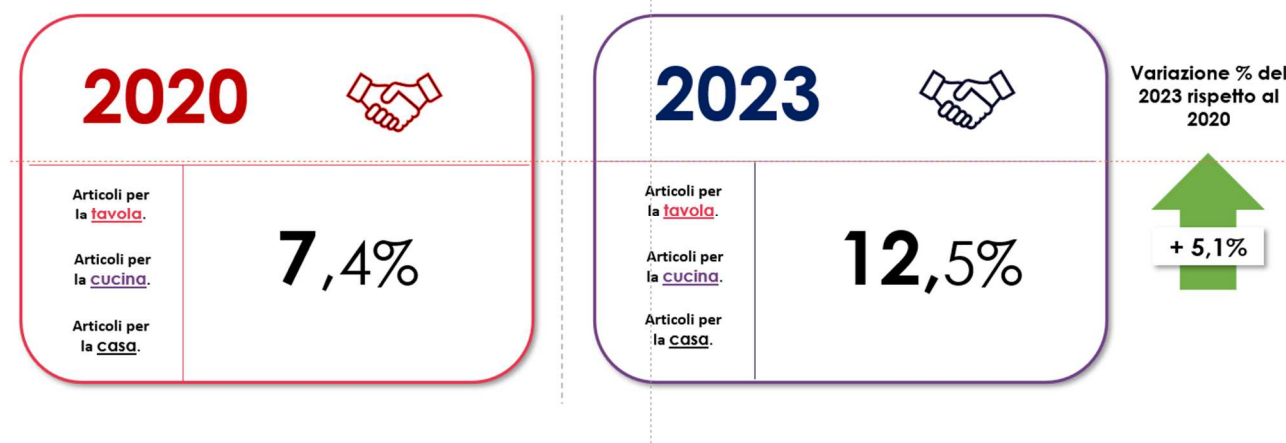 2020
Articoli per
la tavola.
Articoli per
la cucina.
Articoli per
la casa.
7,4%
2023
Articoli per
la tavola.
Articoli per
la cucina.
Articoli per
la casa.
12,5%
Variazione % del
2023 rispetto al
2020
+ 5,1%